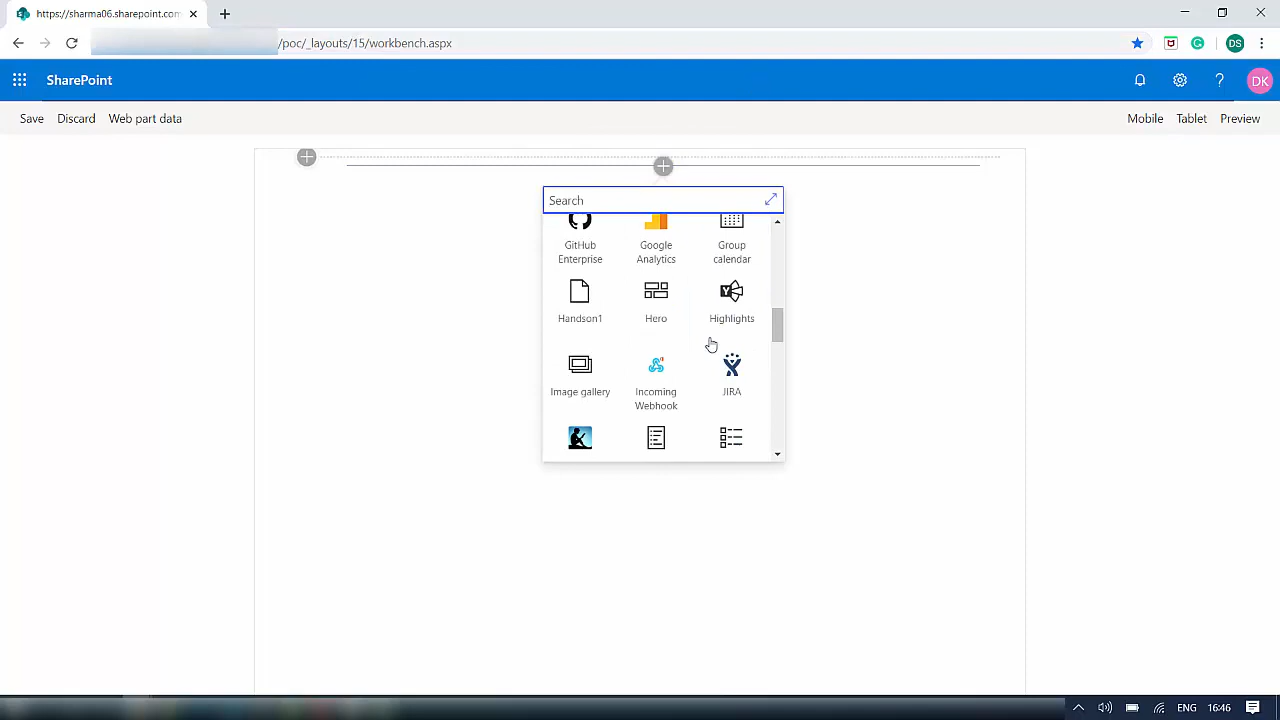 https://sharma06.sharepoint.com
/poc/_layouts/15/workbench.aspx
DS
SharePoint
?
DK
Save Discard Web part data
Mobile Tablet Preview
Search
GitHub Enterprise
Google Analytics
Group calendar
Handson1
Hero
Highlights
Image gallery
Incoming Webhook
JIRA
ENG 16:46